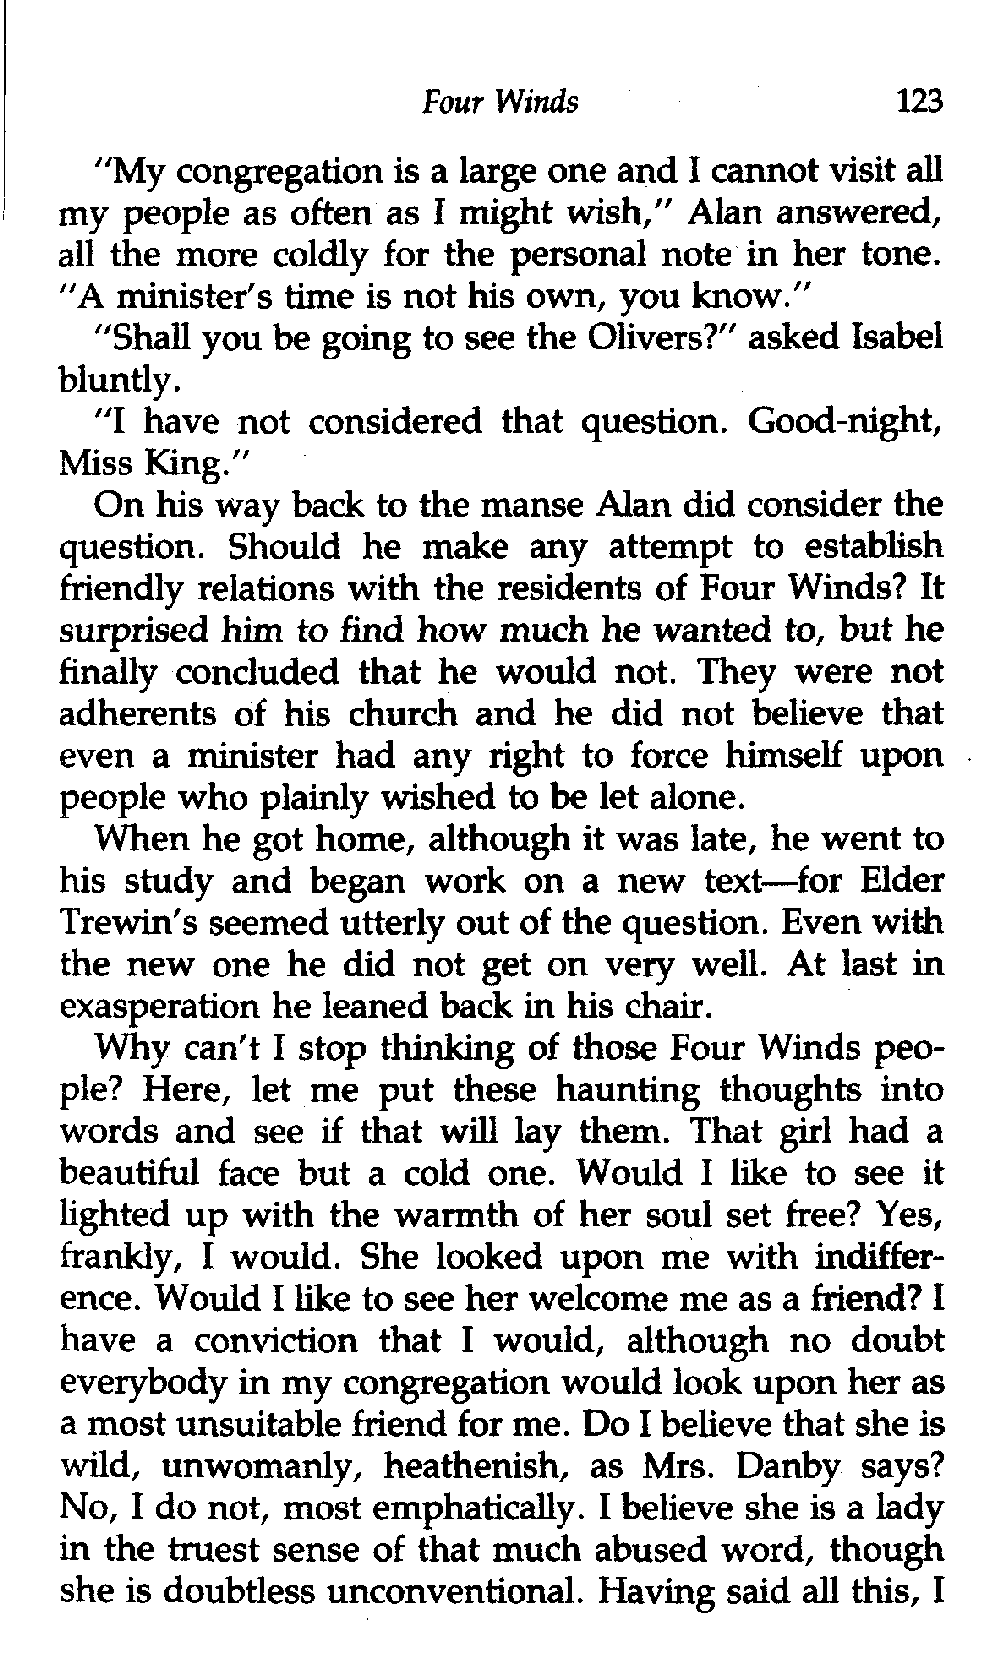 Four Winds 123
"My congregation is a large one and I cannot visit all
my people as often as I might wish," Alan answered,
all the more coldly for the personal note in her tone.
"A minister's time is not his own, you know."
"Shall you be going to see the Olivers?" asked Isabel
bluntly.
"I have not considered that question. Good-night,
Miss King."
On his way back to the manse Alan did consider the
question. Should he make any attempt to establish
friendly relations with the residents of Four Winds? It
surprised him to find how much he wanted to, but he
finally concluded that he would not. They were not
adherents of his church and he did not believe that
even a minister had any right to force himself upon
people who plainly wished to be let alone.
When he got home, although it was late, he went to
his study and began work on a new text—for Elder
Trewin's seemed utterly out of the question. Even with
the new one he did not get on very well. At last in
exasperation he leaned back in his chair.
Why can't I stop thinking of those Four Winds peo-
ple? Here, let me put these haunting thoughts into
words and see if that will lay them. That girl had a
beautiful face but a cold one. Would I like to see it
lighted up with the warmth of her soul set free? Yes,
frankly, I would. She looked upon me with indiffer-
ence. Would I like to see her welcome me as a friend? I
have a conviction that I would, although no doubt
everybody in my congregation would look upon her as
a most unsuitable friend for me. Do I believe that she is
wild, unwomanly, heathenish, as Mrs. Danby says?
No, I do not, most emphatically. I believe she is a lady
in the truest sense of that much abused word, though
she is doubtless unconventional. Having said all this, I